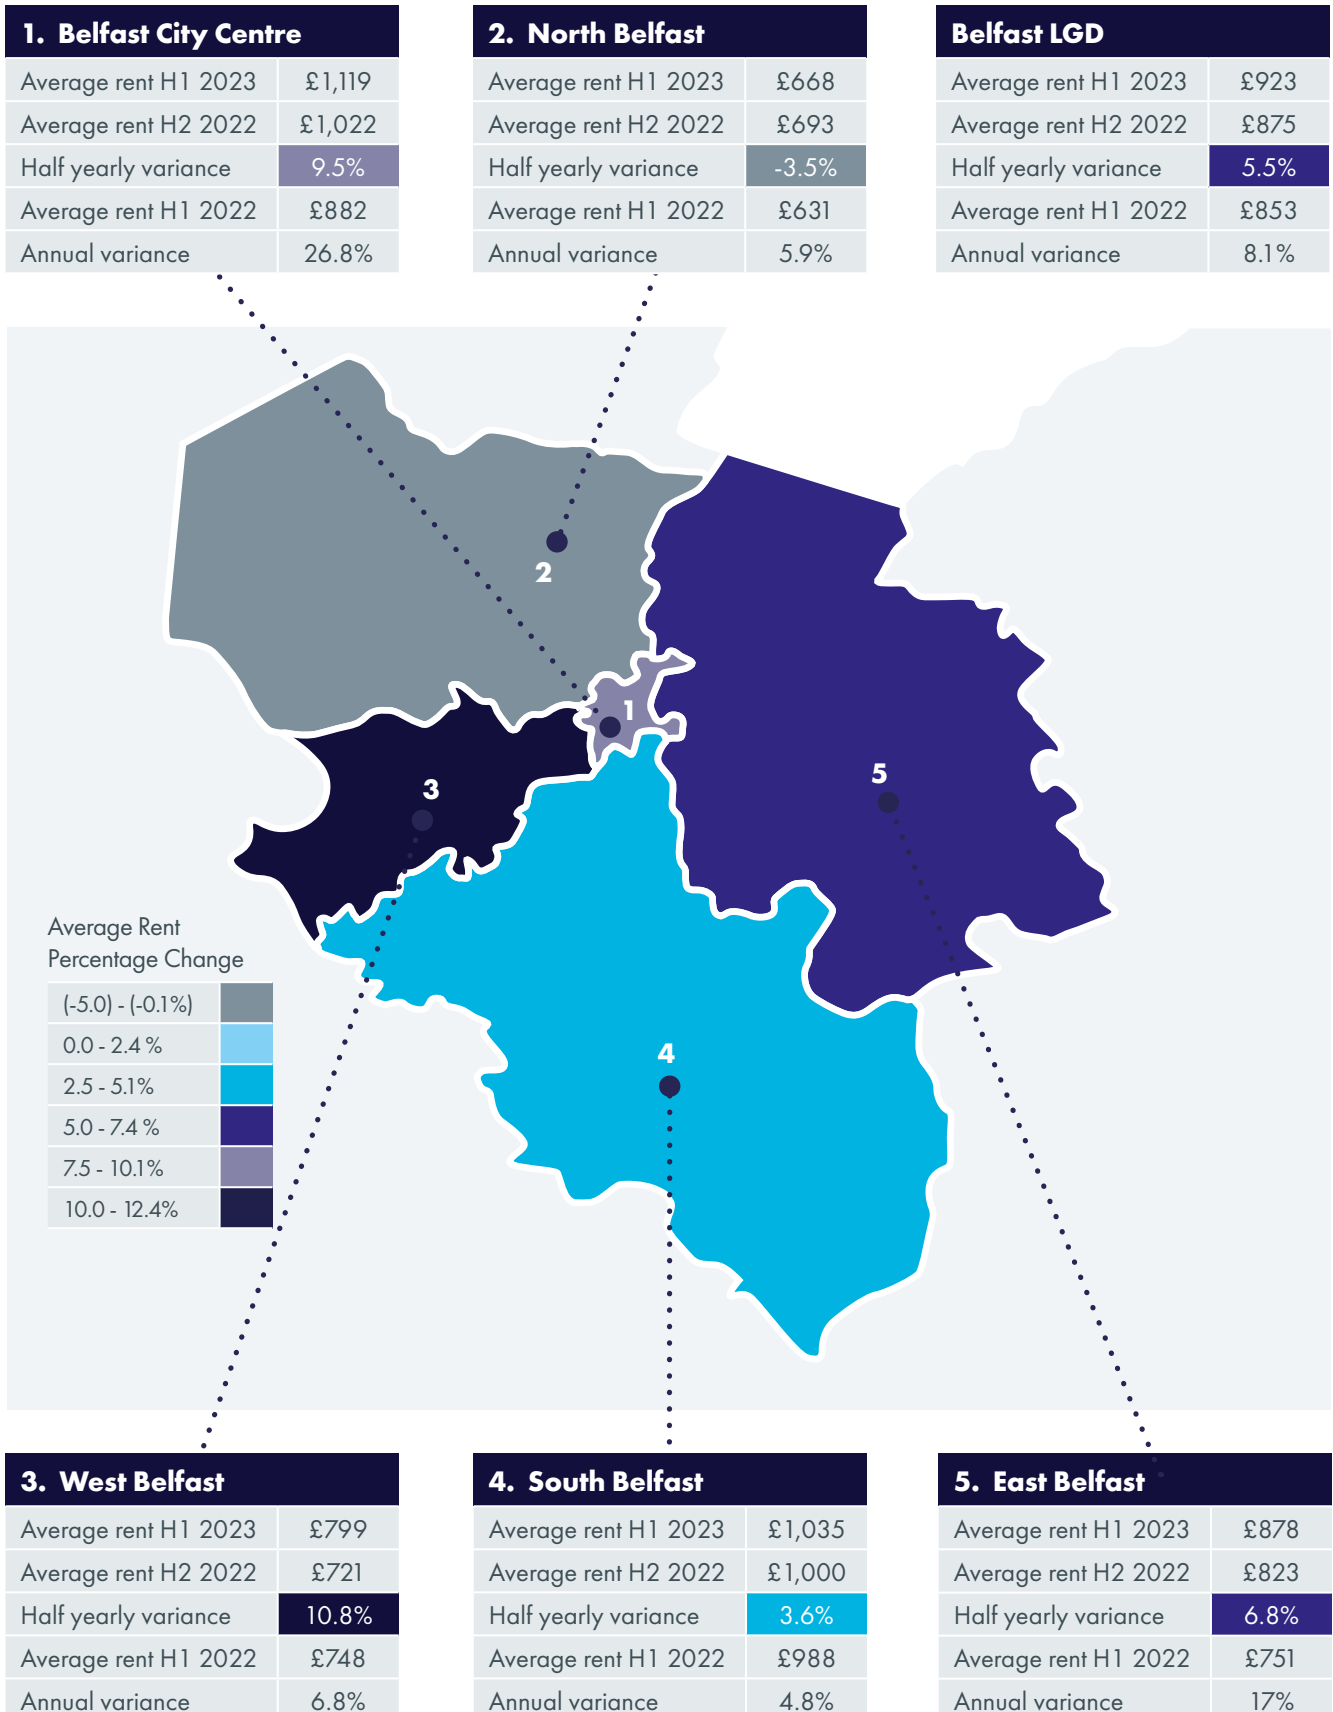 1. Belfast City Centre
Average rent H1 2023 £1,119
Average rent H2 2022 £1,022
Half yearly variance 9.5%
Average rent H1 2022 £882
Annual variance 26.8%
2. North Belfast
Average rent H1 2023 £668
Average rent H2 2022 £693
Half yearly variance -3.5%
Average rent H1 2022 £631
Annual variance 5.9%
Belfast LGD
Average rent H1 2023 £923
Average rent H2 2022 £875
Half yearly variance 5.5%
Average rent H1 2022 £853
Annual variance 8.1%
2
1
3
5
4
Average Rent
Percentage Change
(-5.0) - (-0.1%)
0.0 - 2.4 %
2.5 - 5.1%
5.0 - 7.4 %
7.5 - 10.1%
10.0 - 12.4%
3. West Belfast
Average rent H1 2023 £799
Average rent H2 2022 £721
Half yearly variance 10.8%
Average rent H1 2022 £748
Annual variance 6.8%
4. South Belfast
Average rent H1 2023 £1,035
Average rent H2 2022 £1,000
Half yearly variance 3.6%
Average rent H1 2022 £988
Annual variance 4.8%
5. East Belfast
Average rent H1 2023 £878
Average rent H2 2022 £823
Half yearly variance 6.8%
Average rent H1 2022 £751
Annual variance 17%